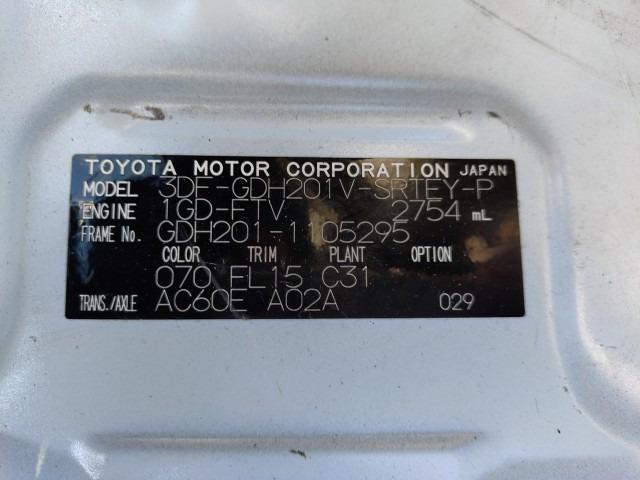 TOYOTA MOTOR CORPORATION JAPAN
MODEL 3DF-GDH201V-SRTEY-P
ENGINE 1GD-FTV 2754 mL
FRAME No. GDH201-1105295
COLOR TRIM PLANT OPTION
070 FL15 C31
TRANS./AXLE AC60E A02A 029